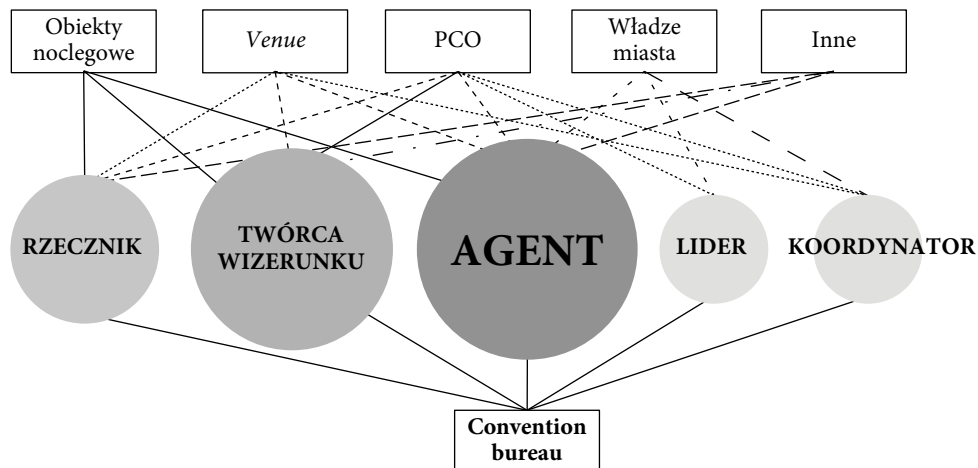 Obiekty
noclegowe
Venue
PCO
Władze
miasta
Inne
RZECZNIK
TWÓRCA
WIZERUNKU
AGENT
LIDER
KOORDYNATOR
Convention
bureau